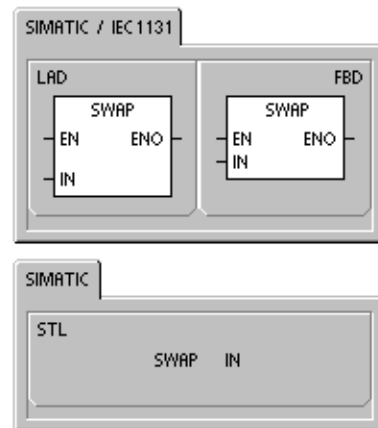 SIMATIC / IEC1131
LAD
FBD
SWAP
EN ENO
IN
SWAP
EN ENO
IN
SIMATIC
STL
SWAP IN